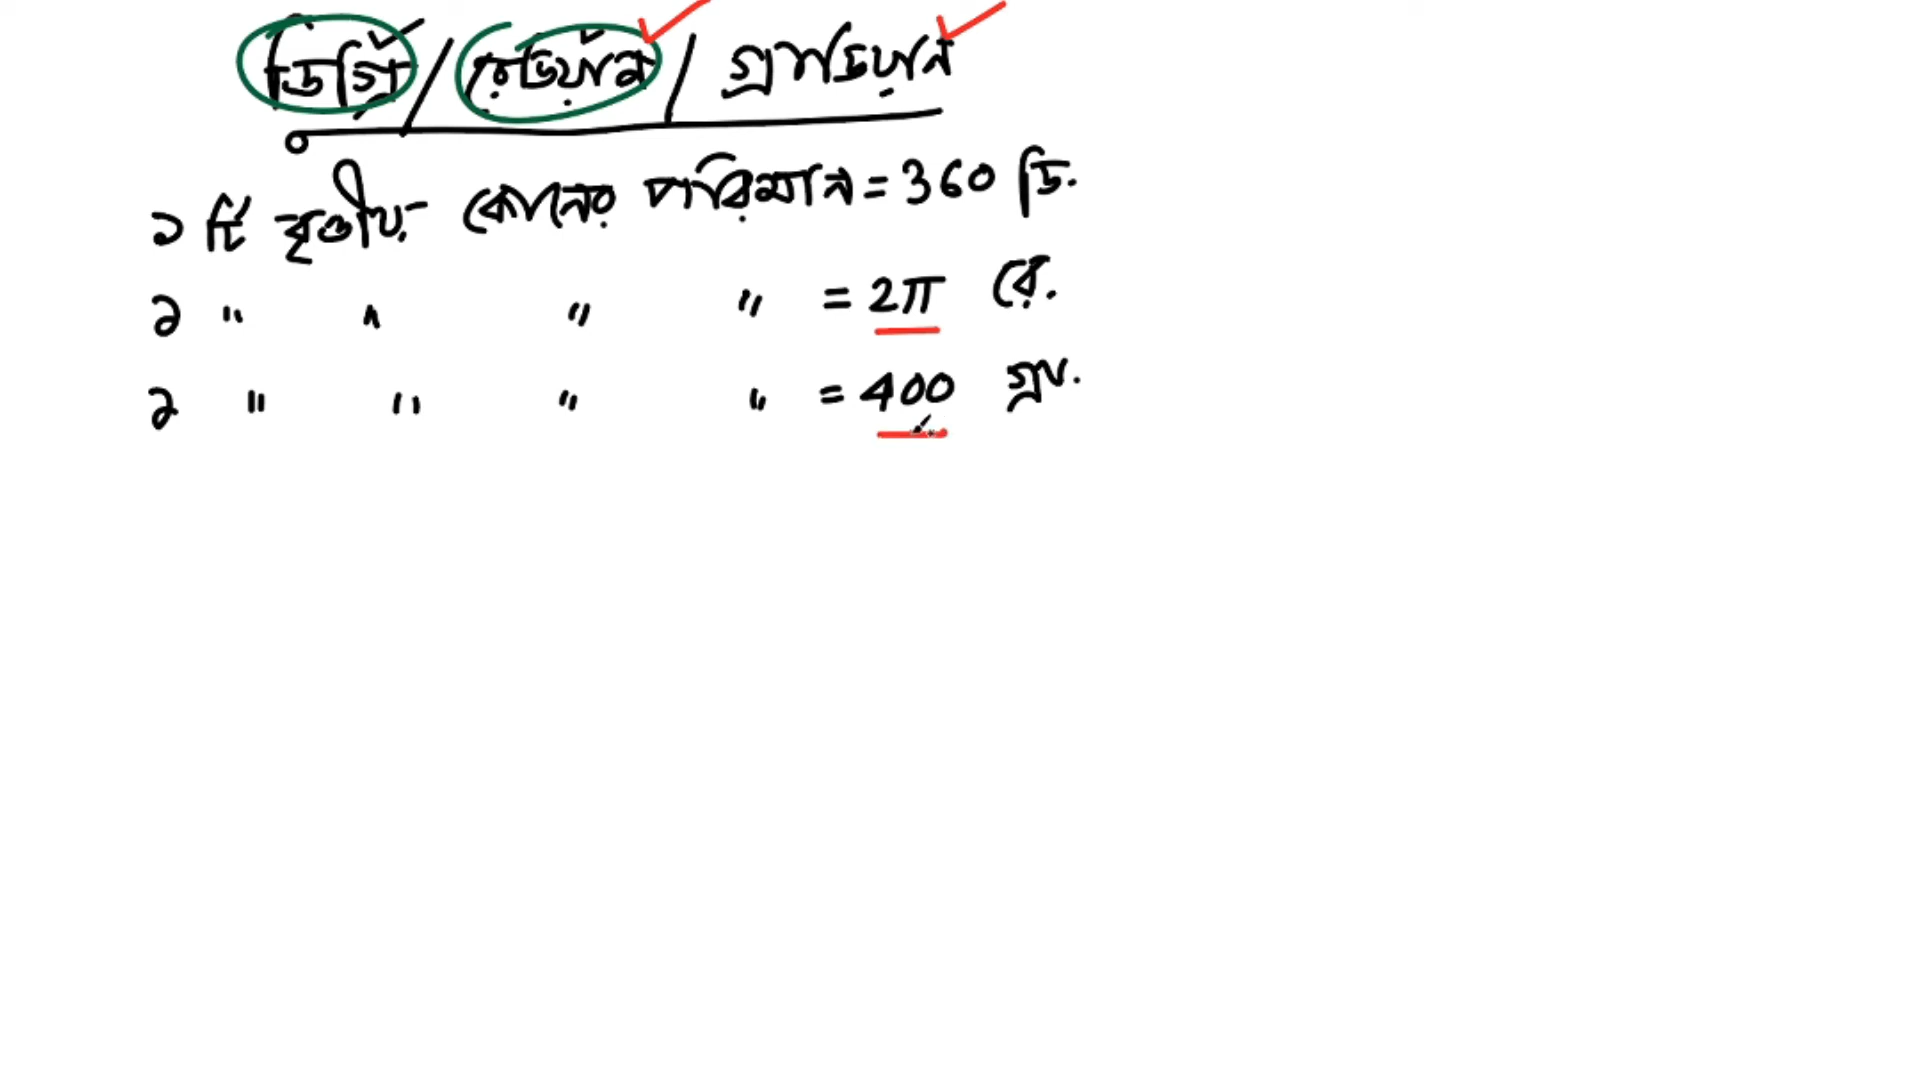 ডিগ্রি / রেডিয়ান / গ্রেডিয়ান
১ টি বৃত্তীয় কোনের পরিমান = 360 ডি.
১ " " " " = 2π রে.
১ " " " " = 400 গ্রে.